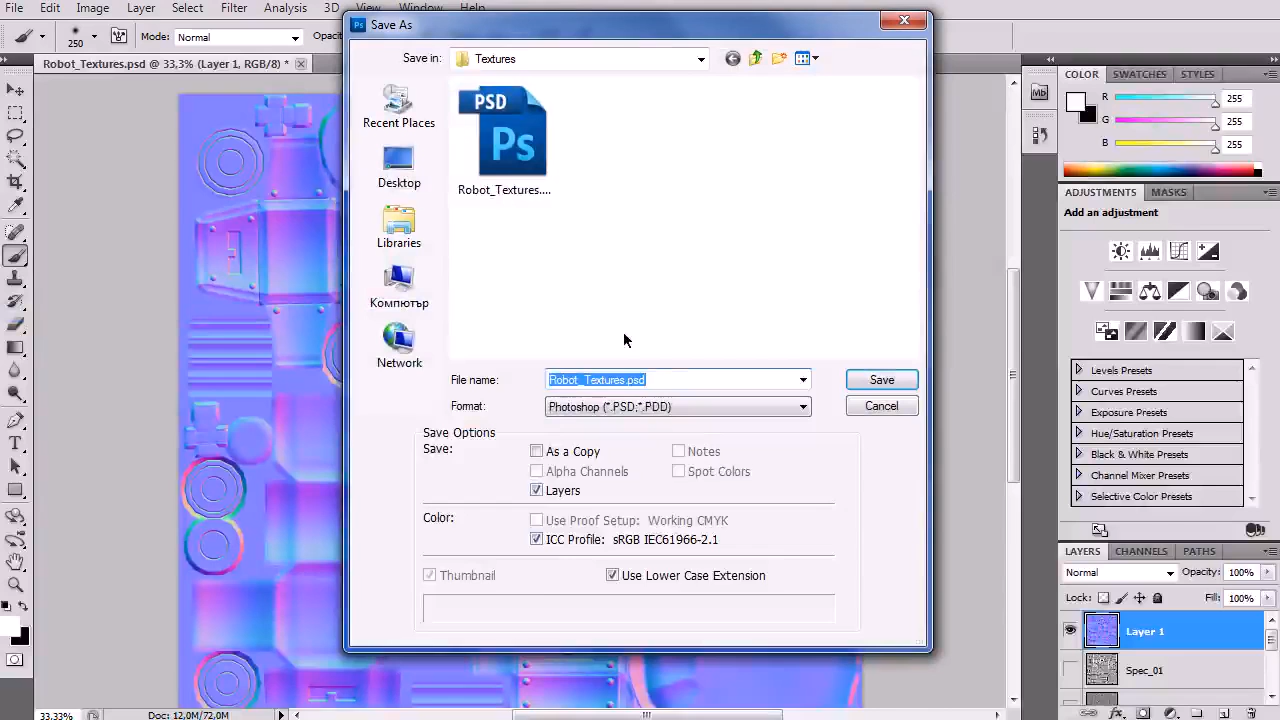 File Edit Image Layer Select Filter Analysis 3D View Window Help
250 Mode: Normal Opacit
Robot_Textures.psd @ 33,3% (Layer 1, RGB/8) *
Ps Save As
Save in: Textures
Recent Places
Desktop
Libraries
Компютър
Network
PSD
Ps
Robot_Textures....
File name: Robot_Textures.psd Save
Format: Photoshop (*.PSD;*.PDD) Cancel
Save Options
Save: As a Copy Notes
Alpha Channels Spot Colors
Layers
Color: Use Proof Setup: Working CMYK
ICC Profile: sRGB IEC61966-2.1
Thumbnail Use Lower Case Extension
Mb
COLOR SWATCHES STYLES
R 255
G 255
B 255
ADJUSTMENTS MASKS
Add an adjustment
Levels Presets
Curves Presets
Exposure Presets
Hue/Saturation Presets
Black & White Presets
Channel Mixer Presets
Selective Color Presets
LAYERS CHANNELS PATHS
Normal Opacity: 100%
Lock: Fill: 100%
Layer 1
Spec_01
33,33% Doc: 12,0M/72,0M